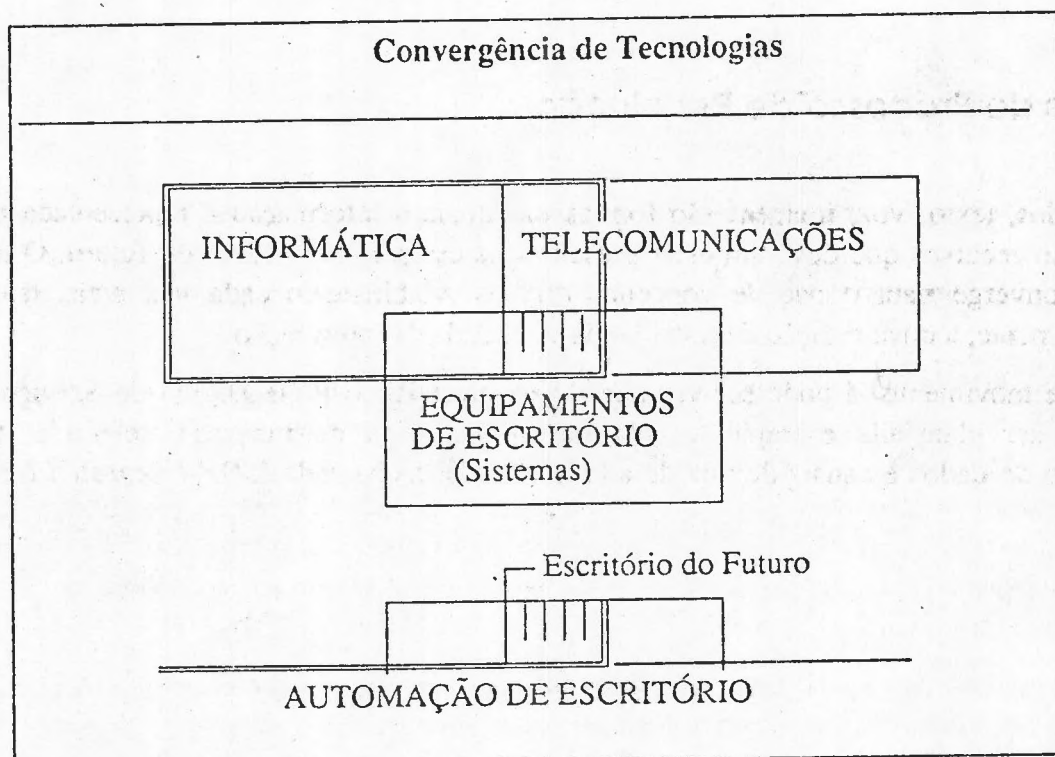 Convergência de Tecnologias
INFORMÁTICA TELECOMUNICAÇÕES
EQUIPAMENTOS
DE ESCRITÓRIO
(Sistemas)
Escritório do Futuro
AUTOMAÇÃO DE ESCRITÓRIO